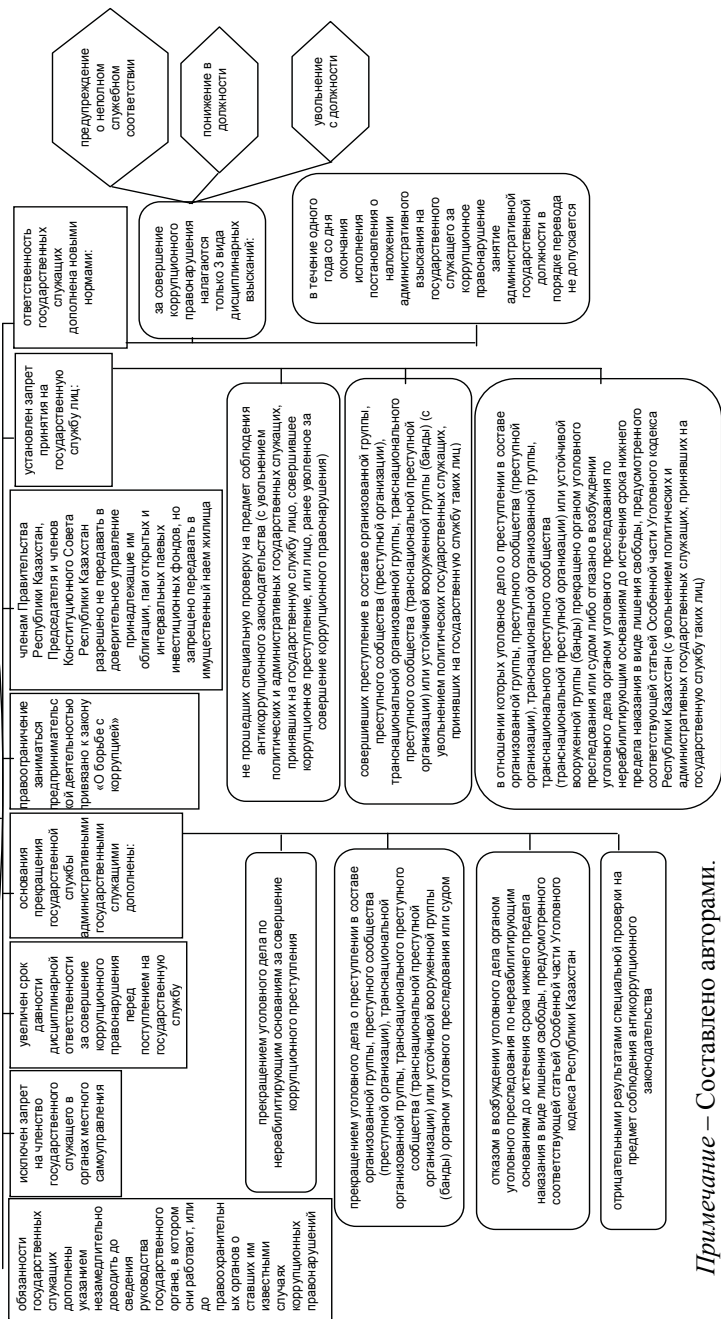 обязанности
государственных
служащих
дополнены
указанием
незамедлительно
доводить до
сведения
руководства
государственного
органа, в котором
они работают, или
до
правоохранительн
ых органов о
ставших им
известными
случаях
коррупционных
правонарушений
исключен запрет
на членство
государственного
служащего в
органах местного
самоуправления
увеличен срок
давности
дисциплинарной
ответственности
за совершение
коррупционного
правонарушения
перед
поступлением на
государственную
службу
основания
прекращения
государственной
службы
административными
государственными
служащими
дополнены:
правоограничение
заниматься
предпринимательс
кой деятельностью
привязано к закону
«О борьбе с
коррупцией»
членам Правительства
Республики Казахстан,
Председателя и членов
Конституционного Совета
Республики Казахстан
разрешено не передавать в
доверительное управление
принадлежащие им
облигации, паи открытых и
интервальных паевых
инвестиционных фондов, но
запрещено передавать в
имущественный наем жилища
установлен запрет
принятия на
государственную
службу лиц:
ответственность
государственных
служащих
дополнена новыми
нормами:
прекращением уголовного дела по
нереабилитирующим основаниям за совершение
коррупционного преступления
прекращением уголовного дела о преступлении в составе
организованной группы, преступного сообщества
(преступной организации), транснациональной
организованной группы, транснационального преступного
сообщества (транснациональной преступной
организации) или устойчивой вооруженной группы
(банды) органом уголовного преследования или судом
отказом в возбуждении уголовного дела органом
уголовного преследования по нереабилитирующим
основаниям до истечения срока нижнего предела
наказания в виде лишения свободы, предусмотренного
соответствующей статьей Особенной части Уголовного
кодекса Республики Казахстан
отрицательными результатами специальной проверки на
предмет соблюдения антикоррупционного
законодательства
не прошедших специальную проверку на предмет соблюдения
антикоррупционного законодательства (с увольнением
политических и административных государственных служащих,
принявших на государственную службу лицо, совершившее
коррупционное преступление, или лицо, ранее уволенное за
совершение коррупционного правонарушения)
совершивших преступление в составе организованной группы,
преступного сообщества (преступной организации),
транснациональной организованной группы, транснационального
преступного сообщества (транснациональной преступной
организации) или устойчивой вооруженной группы (банды) (с
увольнением политических государственных служащих,
принявших на государственную службу таких лиц)
в отношении которых уголовное дело о преступлении в составе
организованной группы, преступного сообщества (преступной
организации), транснациональной организованной группы,
транснационального преступного сообщества
(транснациональной преступной организации) или устойчивой
вооруженной группы (банды) прекращено органом уголовного
преследования или судом либо отказано в возбуждении
уголовного дела органом уголовного преследования по
нереабилитирующим основаниям до истечения срока нижнего
предела наказания в виде лишения свободы, предусмотренного
соответствующей статьей Особенной части Уголовного кодекса
Республики Казахстан (с увольнением политических и
административных государственных служащих, принявших на
государственную службу таких лиц)
за совершение
коррупционного
правонарушения
налагаются
только 3 вида
дисциплинарных
взысканий:
в течение одного
года со дня
окончания
исполнения
постановления о
наложении
административного
взыскания на
государственного
служащего за
коррупционное
правонарушение
занятие
административной
государственной
должности в
порядке перевода
не допускается
предупреждение
о неполном
служебном
соответствии
понижение в
должности
увольнение
с должности
Примечание – Составлено авторами.